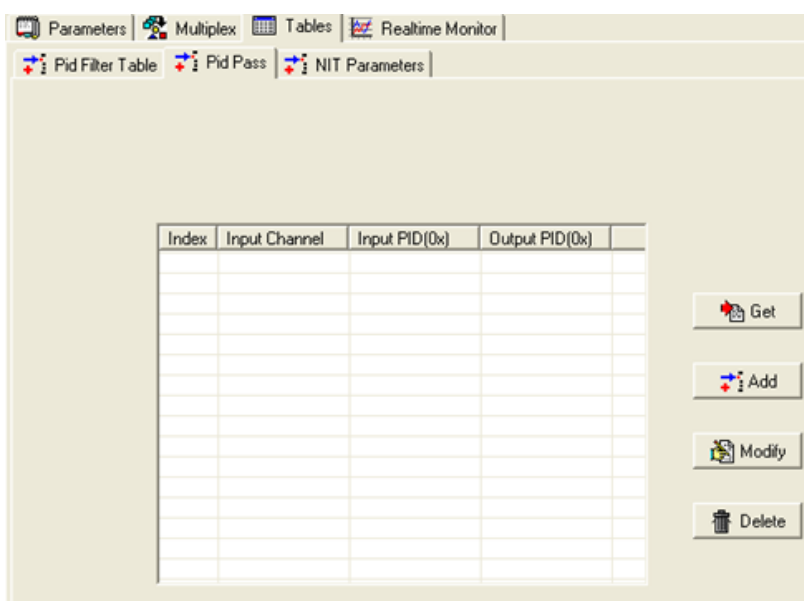 Parameters Multiplex Tables Realtime Monitor
Pid Filter Table Pid Pass NIT Parameters
Index Input Channel Input PID(0x) Output PID(0x)
Get
Add
Modify
Delete